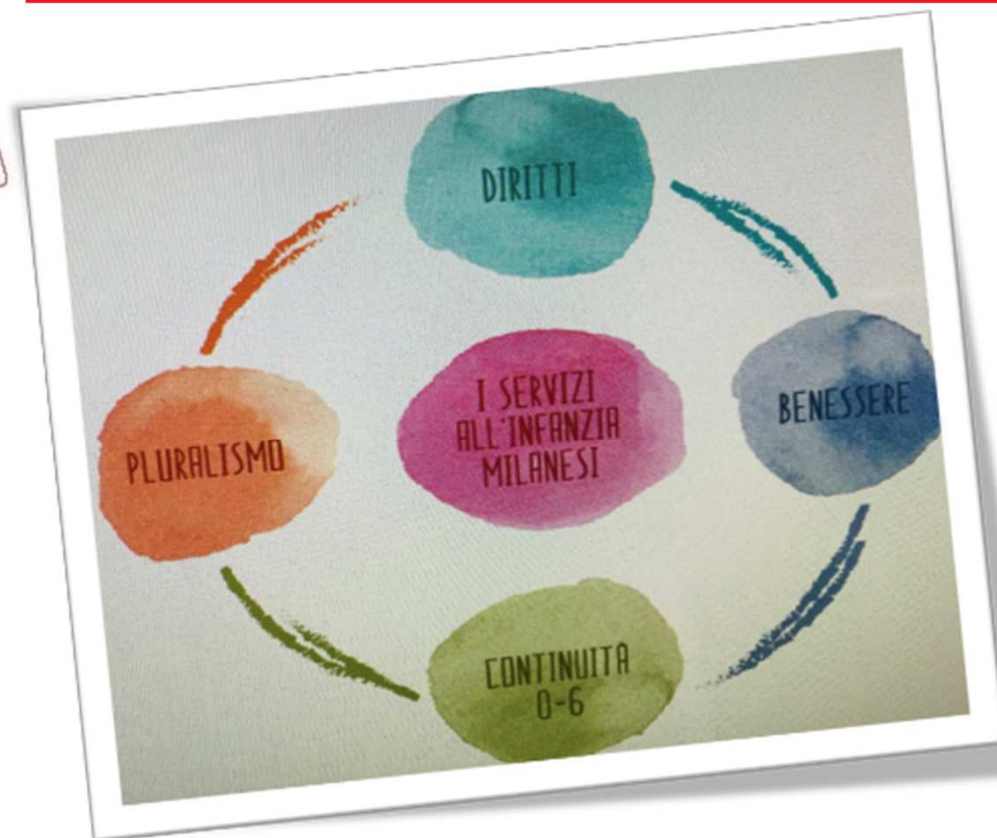 DIRITTI
BENESSERE
I SERVIZI
ALL'INFANZIA
MILANESI
PLURALISMO
CONTINUITÀ
0-6